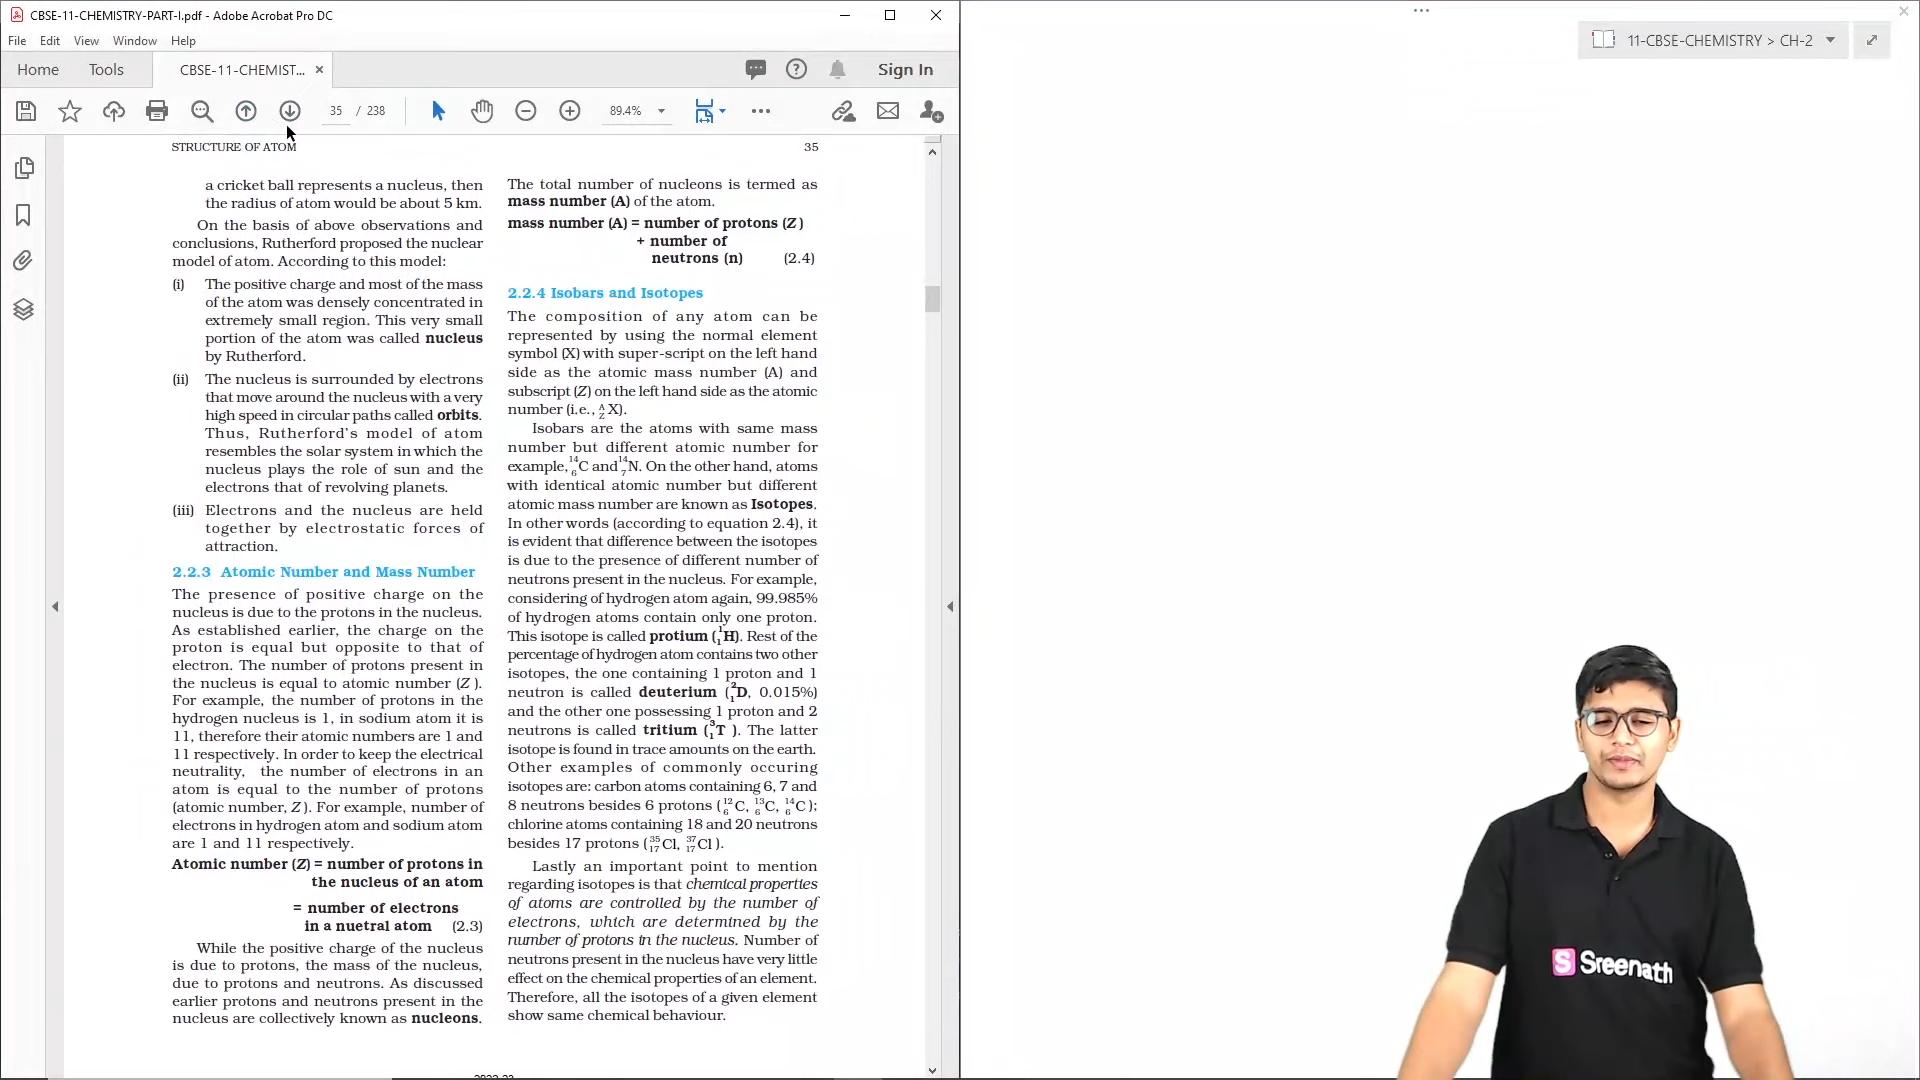 CBSE-11-CHEMISTRY-PART-I.pdf - Adobe Acrobat Pro DC
File Edit View Window Help
Home Tools CBSE-11-CHEMIST... × Sign In
35 / 238 89.4%
11-CBSE-CHEMISTRY > CH-2
STRUCTURE OF ATOM 35
a cricket ball represents a nucleus, then
the radius of atom would be about 5 km.
On the basis of above observations and
conclusions, Rutherford proposed the nuclear
model of atom. According to this model:
(i) The positive charge and most of the mass
of the atom was densely concentrated in
extremely small region. This very small
portion of the atom was called nucleus
by Rutherford.
(ii) The nucleus is surrounded by electrons
that move around the nucleus with a very
high speed in circular paths called orbits.
Thus, Rutherford's model of atom
resembles the solar system in which the
nucleus plays the role of sun and the
electrons that of revolving planets.
(iii) Electrons and the nucleus are held
together by electrostatic forces of
attraction.
2.2.3 Atomic Number and Mass Number
The presence of positive charge on the
nucleus is due to the protons in the nucleus.
As established earlier, the charge on the
proton is equal but opposite to that of
electron. The number of protons present in
the nucleus is equal to atomic number (Z ).
For example, the number of protons in the
hydrogen nucleus is 1, in sodium atom it is
11, therefore their atomic numbers are 1 and
11 respectively. In order to keep the electrical
neutrality, the number of electrons in an
atom is equal to the number of protons
(atomic number, Z ). For example, number of
electrons in hydrogen atom and sodium atom
are 1 and 11 respectively.
Atomic number (Z) = number of protons in
the nucleus of an atom
= number of electrons
in a nuetral atom (2.3)
While the positive charge of the nucleus
is due to protons, the mass of the nucleus,
due to protons and neutrons. As discussed
earlier protons and neutrons present in the
nucleus are collectively known as nucleons.
The total number of nucleons is termed as
mass number (A) of the atom.
mass number (A) = number of protons (Z )
+ number of
neutrons (n) (2.4)
2.2.4 Isobars and Isotopes
The composition of any atom can be
represented by using the normal element
symbol (X) with super-script on the left hand
side as the atomic mass number (A) and
subscript (Z) on the left hand side as the atomic
number (i.e., ᴬ_Z X).
Isobars are the atoms with same mass
number but different atomic number for
example, ¹⁴₆C and ¹⁴₇N. On the other hand, atoms
with identical atomic number but different
atomic mass number are known as Isotopes.
In other words (according to equation 2.4), it
is evident that difference between the isotopes
is due to the presence of different number of
neutrons present in the nucleus. For example,
considering of hydrogen atom again, 99.985%
of hydrogen atoms contain only one proton.
This isotope is called protium (¹₁H). Rest of the
percentage of hydrogen atom contains two other
isotopes, the one containing 1 proton and 1
neutron is called deuterium (²₁D, 0.015%)
and the other one possessing 1 proton and 2
neutrons is called tritium (³₁T ). The latter
isotope is found in trace amounts on the earth.
Other examples of commonly occuring
isotopes are: carbon atoms containing 6, 7 and
8 neutrons besides 6 protons (¹²₆C, ¹³₆C, ¹⁴₆C );
chlorine atoms containing 18 and 20 neutrons
besides 17 protons (³⁵₁₇Cl, ³⁷₁₇Cl ).
Lastly an important point to mention
regarding isotopes is that chemical properties
of atoms are controlled by the number of
electrons, which are determined by the
number of protons in the nucleus. Number of
neutrons present in the nucleus have very little
effect on the chemical properties of an element.
Therefore, all the isotopes of a given element
show same chemical behaviour.
S Sreenath